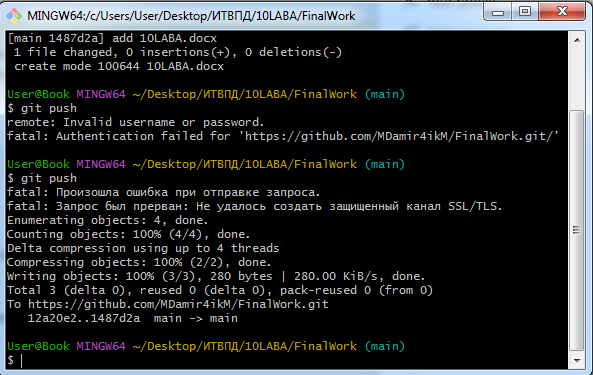 MINGW64:/c/Users/User/Desktop/ИТВПД/10LABA/FinalWork
[main 1487d2a] add 10LABA.docx
1 file changed, 0 insertions(+), 0 deletions(-)
create mode 100644 10LABA.docx
User@Book MINGW64 ~/Desktop/ИТВПД/10LABA/FinalWork (main)
$ git push
remote: Invalid username or password.
fatal: Authentication failed for 'https://github.com/MDamir4ikM/FinalWork.git/'
User@Book MINGW64 ~/Desktop/ИТВПД/10LABA/FinalWork (main)
$ git push
fatal: Произошла ошибка при отправке запроса.
fatal: Запрос был прерван: Не удалось создать защищенный канал SSL/TLS.
Enumerating objects: 4, done.
Counting objects: 100% (4/4), done.
Delta compression using up to 4 threads
Compressing objects: 100% (2/2), done.
Writing objects: 100% (3/3), 280 bytes | 280.00 KiB/s, done.
Total 3 (delta 0), reused 0 (delta 0), pack-reused 0 (from 0)
To https://github.com/MDamir4ikM/FinalWork.git
12a20e2..1487d2a  main -> main
User@Book MINGW64 ~/Desktop/ИТВПД/10LABA/FinalWork (main)
$